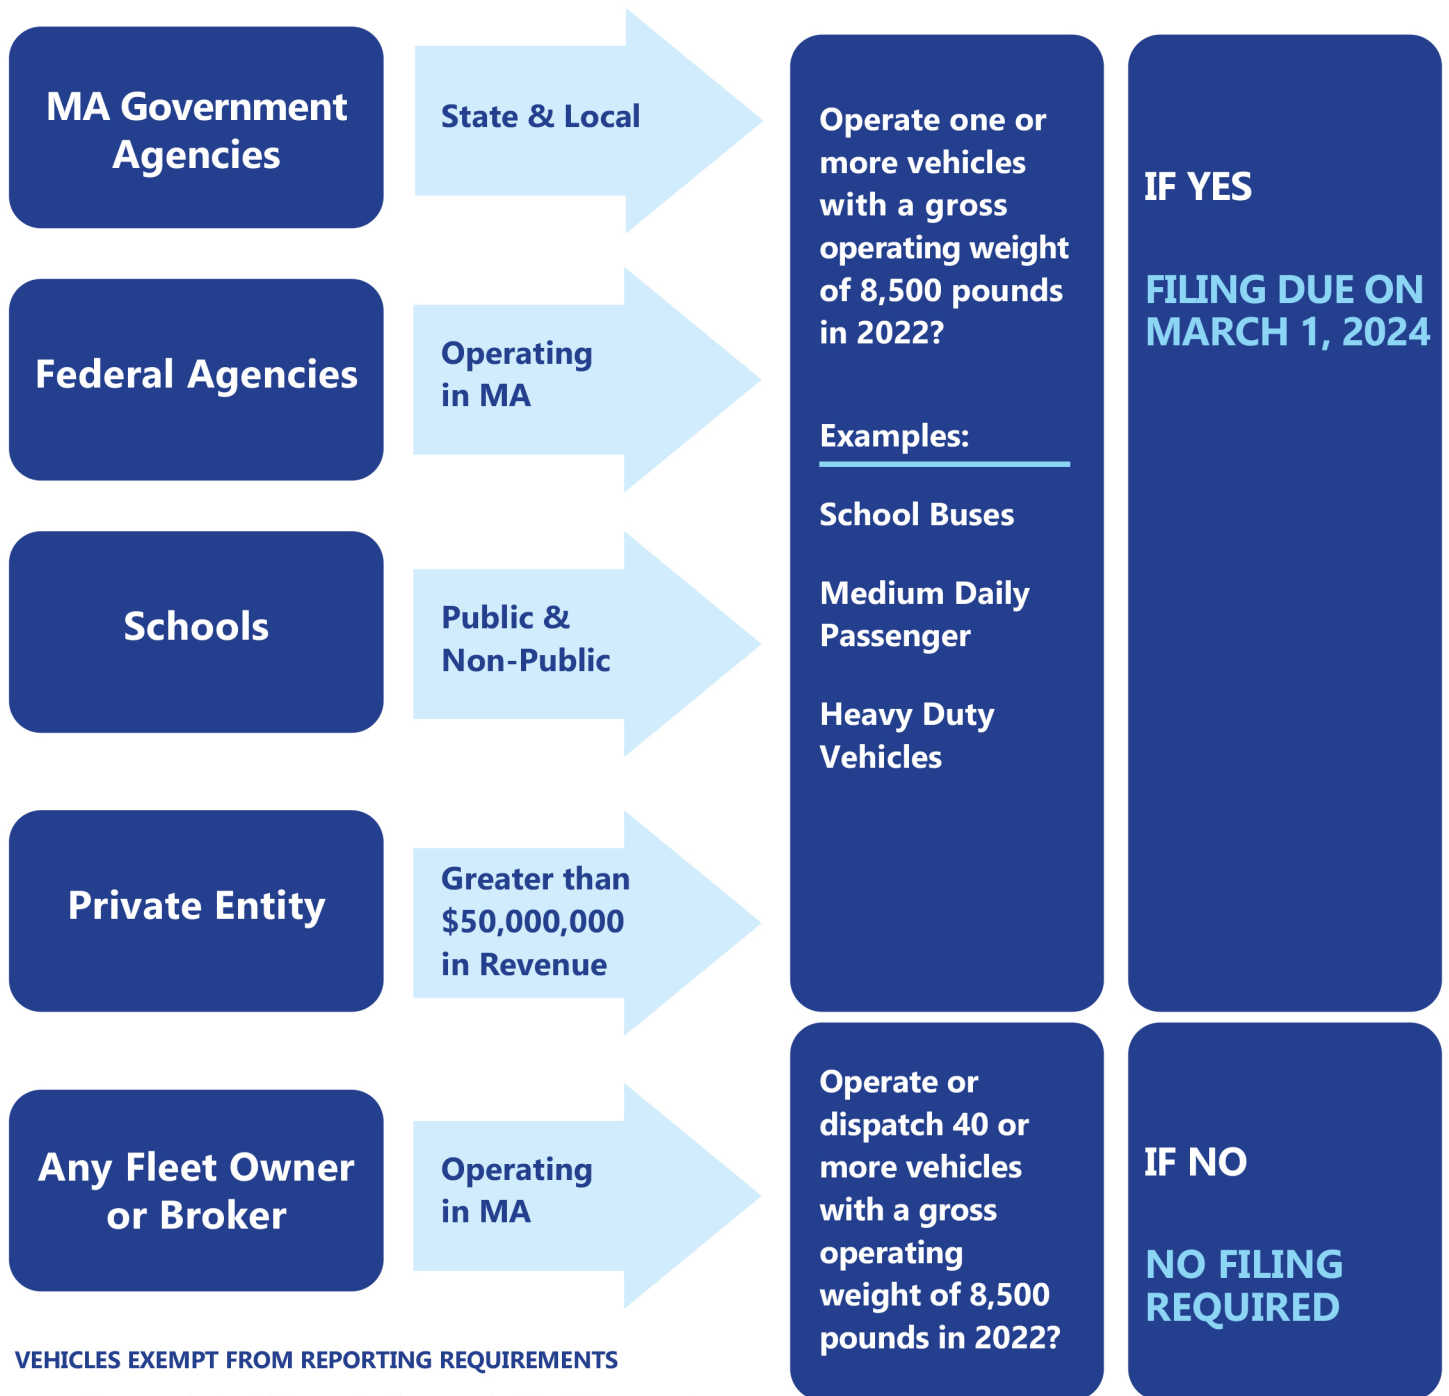 MA Government
Agencies
State & Local
Federal Agencies
Operating
in MA
Schools
Public &
Non-Public
Private Entity
Greater than
$50,000,000
in Revenue
Operate one or
more vehicles
with a gross
operating weight
of 8,500 pounds
in 2022?
Examples:
School Buses
Medium Daily
Passenger
Heavy Duty
Vehicles
IF YES
FILING DUE ON
MARCH 1, 2024
Any Fleet Owner
or Broker
Operating
in MA
Operate or
dispatch 40 or
more vehicles
with a gross
operating
weight of 8,500
pounds in 2022?
IF NO
NO FILING
REQUIRED
VEHICLES EXEMPT FROM REPORTING REQUIREMENTS